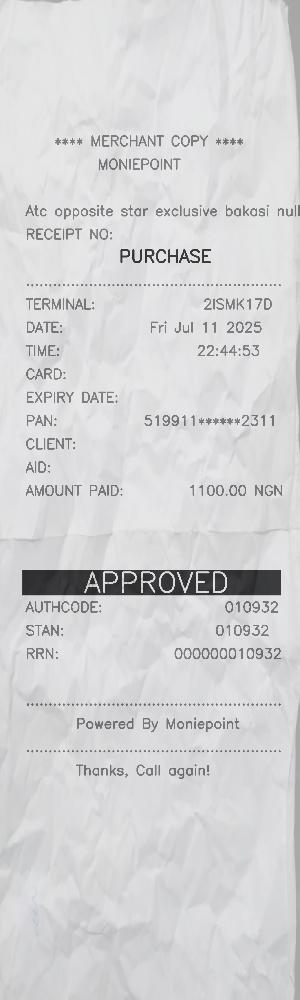 **** MERCHANT COPY ****
MONIEPOINT
Atc opposite star exclusive bakasi null
RECEIPT NO:
PURCHASE
TERMINAL: 2ISMK17D
DATE: Fri Jul 11 2025
TIME: 22:44:53
CARD:
EXPIRY DATE:
PAN: 519911******2311
CLIENT:
AID:
AMOUNT PAID: 1100.00 NGN
APPROVED
AUTHCODE: 010932
STAN: 010932
RRN: 000000010932
Powered By Moniepoint
Thanks, Call again!